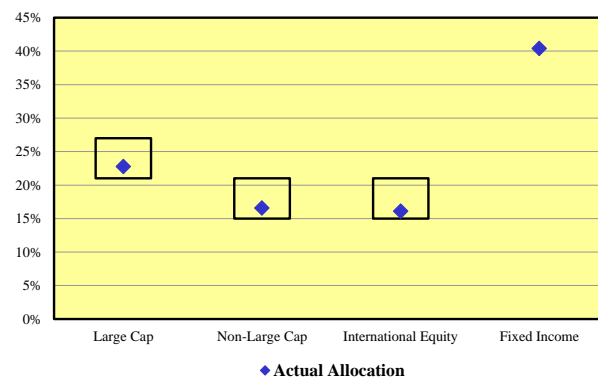 45%
40%
35%
30%
25%
20%
15%
10%
5%
0%
Large Cap
Non-Large Cap
International Equity
Fixed Income
Actual Allocation